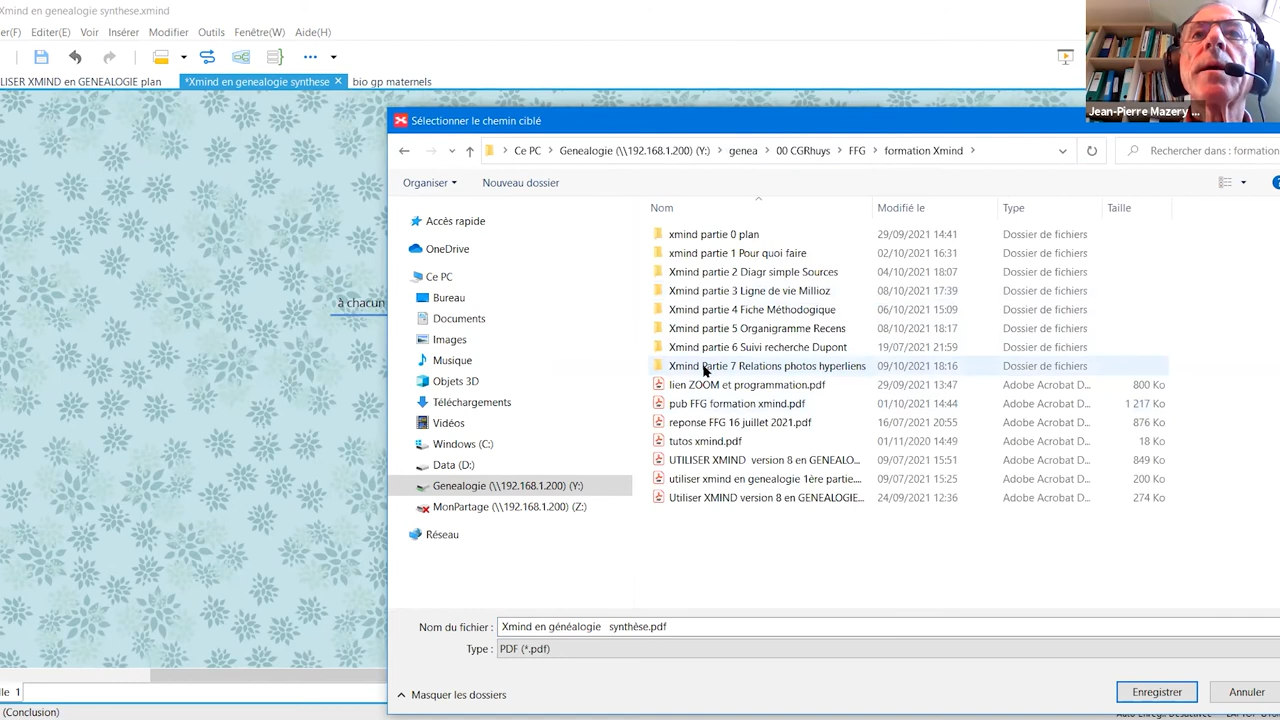 Xmind en genealogie synthese.xmind
er(F) Editer(E) Voir Insérer Modifier Outils Fenêtre(W) Aide(H)
LISER XMIND en GENEALOGIE plan *Xmind en genealogie synthese bio gp maternels
Jean-Pierre Mazery ...
Sélectionner le chemin ciblé
Ce PC > Genealogie (\\192.168.1.200) (Y:) > genea > 00 CGRhuys > FFG > formation Xmind >
Rechercher dans : formation
Organiser Nouveau dossier
Nom Modifié le Type Taille
Accès rapide
OneDrive
Ce PC
Bureau
Documents
Images
Musique
Objets 3D
Téléchargements
Vidéos
Windows (C:)
Data (D:)
Genealogie (\\192.168.1.200) (Y:)
MonPartage (\\192.168.1.200) (Z:)
Réseau
xmind partie 0 plan 29/09/2021 14:41 Dossier de fichiers
xmind partie 1 Pour quoi faire 02/10/2021 16:31 Dossier de fichiers
Xmind partie 2 Diagr simple Sources 04/10/2021 18:07 Dossier de fichiers
Xmind partie 3 Ligne de vie Millioz 08/10/2021 17:39 Dossier de fichiers
Xmind partie 4 Fiche Méthodogique 06/10/2021 15:09 Dossier de fichiers
Xmind partie 5 Organigramme Recens 08/10/2021 18:17 Dossier de fichiers
Xmind partie 6 Suivi recherche Dupont 19/07/2021 21:59 Dossier de fichiers
Xmind Partie 7 Relations photos hyperliens 09/10/2021 18:16 Dossier de fichiers
lien ZOOM et programmation.pdf 29/09/2021 13:47 Adobe Acrobat D... 800 Ko
pub FFG formation xmind.pdf 01/10/2021 14:44 Adobe Acrobat D... 1 217 Ko
reponse FFG 16 juillet 2021.pdf 16/07/2021 20:55 Adobe Acrobat D... 876 Ko
tutos xmind.pdf 01/11/2020 14:49 Adobe Acrobat D... 18 Ko
UTILISER XMIND version 8 en GENEALO... 09/07/2021 15:51 Adobe Acrobat D... 849 Ko
utiliser xmind en genealogie 1ére partie.... 09/07/2021 15:25 Adobe Acrobat D... 200 Ko
Utiliser XMIND version 8 en GENEALOGIE... 24/09/2021 12:36 Adobe Acrobat D... 274 Ko
à chacun
Nom du fichier : Xmind en généalogie synthèse.pdf
Type : PDF (*.pdf)
Masquer les dossiers
Enregistrer Annuler
lle 1
(Conclusion)